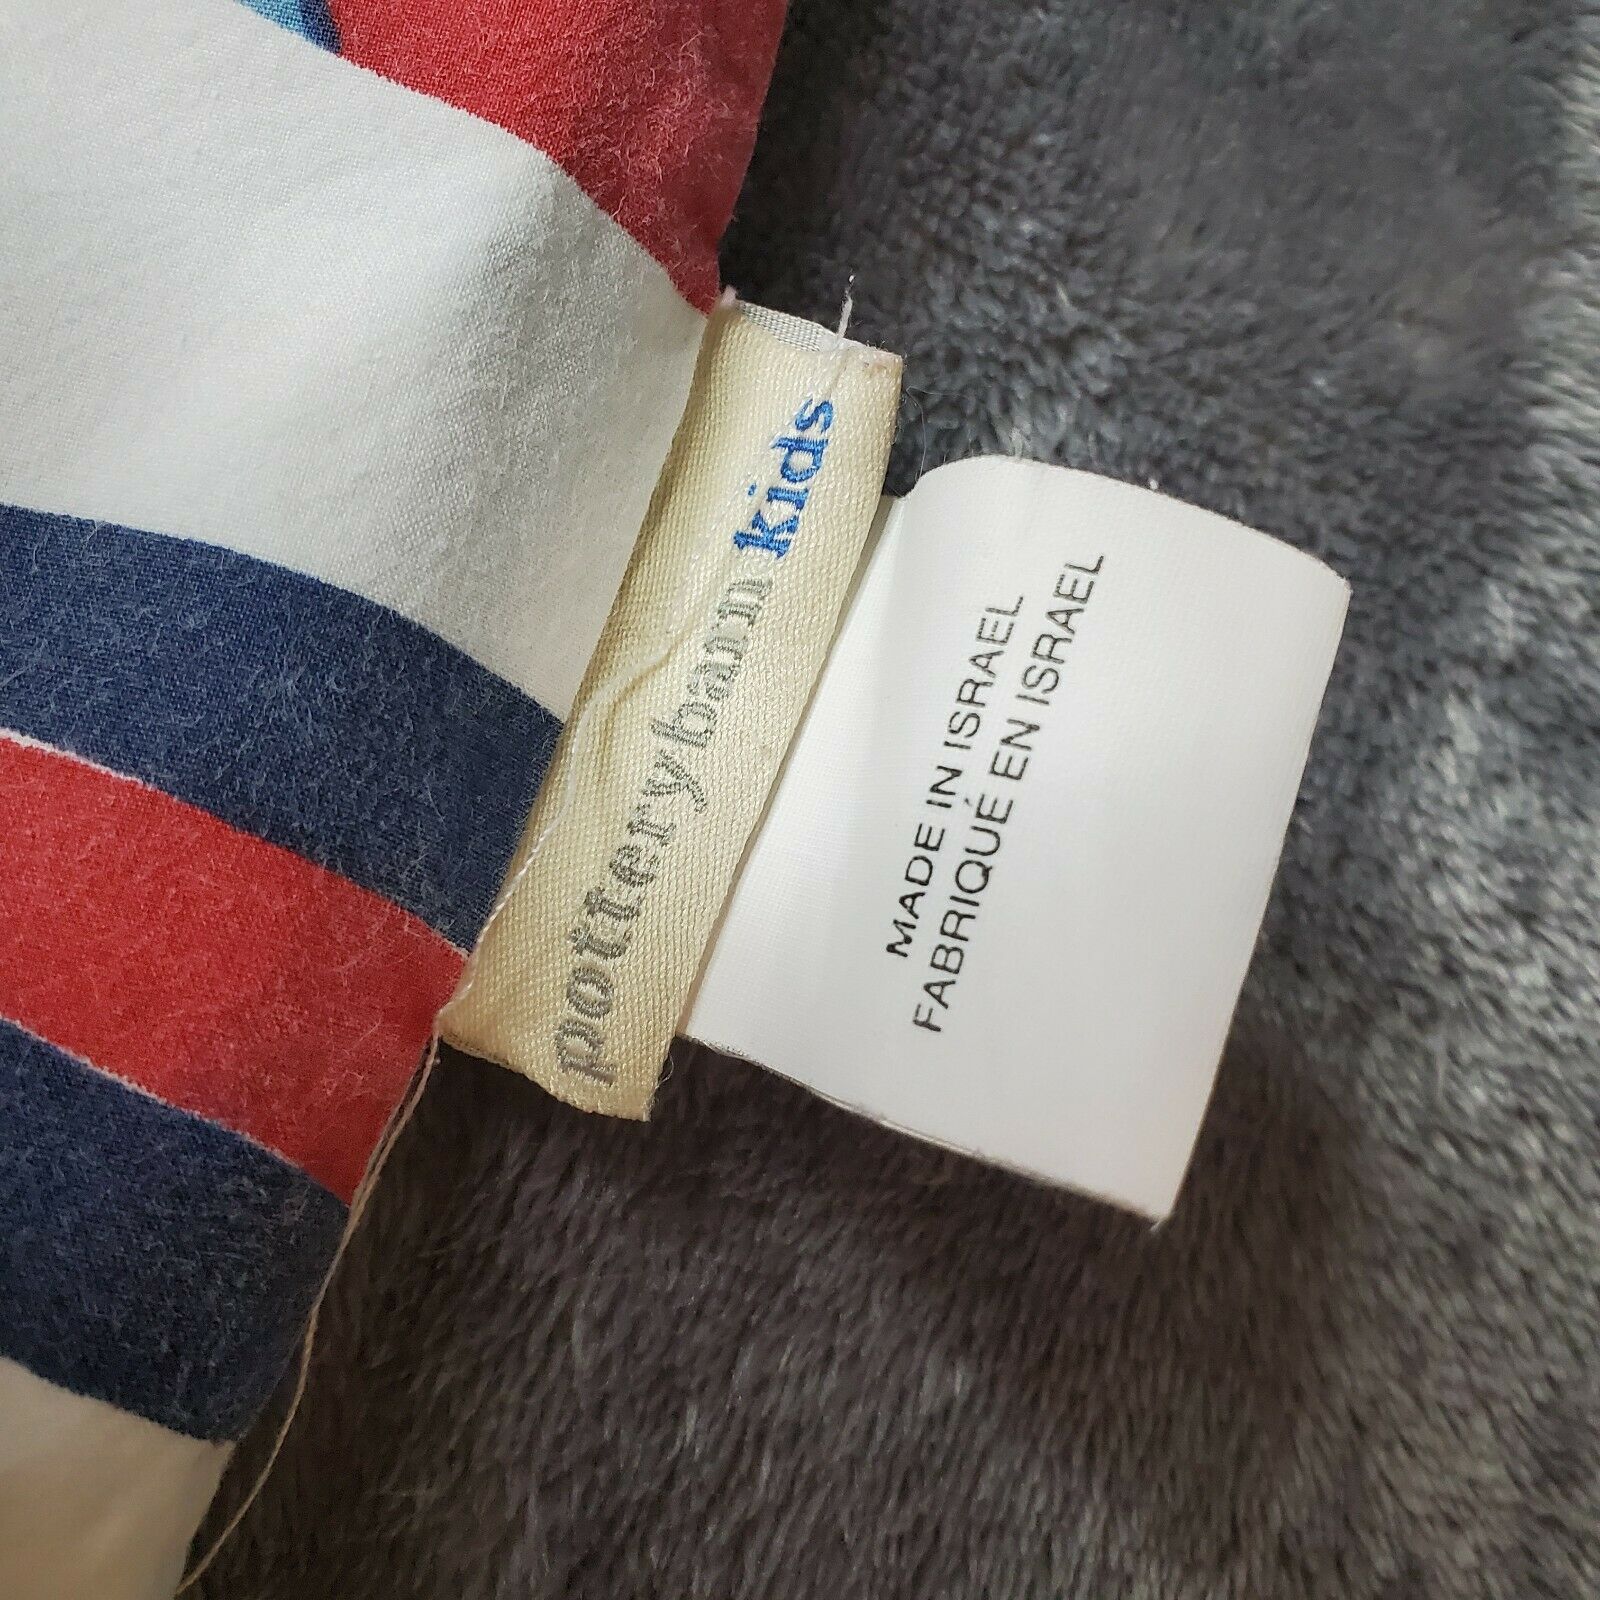 potterybarn kids
MADE IN ISRAEL
FABRIQUÉ EN ISRAEL